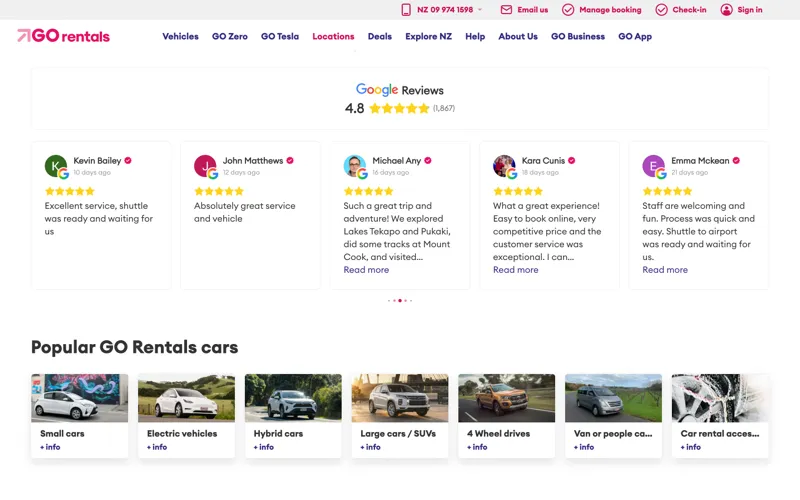 NZ 09 974 1598
Email us
Manage booking
Check-in
Sign in
GO rentals
Vehicles
GO Zero
GO Tesla
Locations
Deals
Explore NZ
Help
About Us
GO Business
GO App
Google Reviews
4.8
(1,867)
K
Kevin Bailey
10 days ago
Excellent service, shuttle
was ready and waiting for
us
J
John Matthews
12 days ago
Absolutely great service
and vehicle
Michael Any
16 days ago
Such a great trip and
adventure! We explored
Lakes Tekapo and Pukaki,
did some tracks at Mount
Cook, and visited...
Read more
Kara Cunis
18 days ago
What a great experience!
Easy to book online, very
competitive price and the
customer service was
exceptional. I can...
Read more
E
Emma Mckean
21 days ago
Staff are welcoming and
fun. Process was quick and
easy. Shuttle to airport
was ready and waiting for
us.
Read more
Popular GO Rentals cars
Small cars
+ info
Electric vehicles
+ info
Hybrid cars
+ info
Large cars / SUVs
+ info
4 Wheel drives
+ info
Van or people ca...
+ info
Car rental acces...
+ info